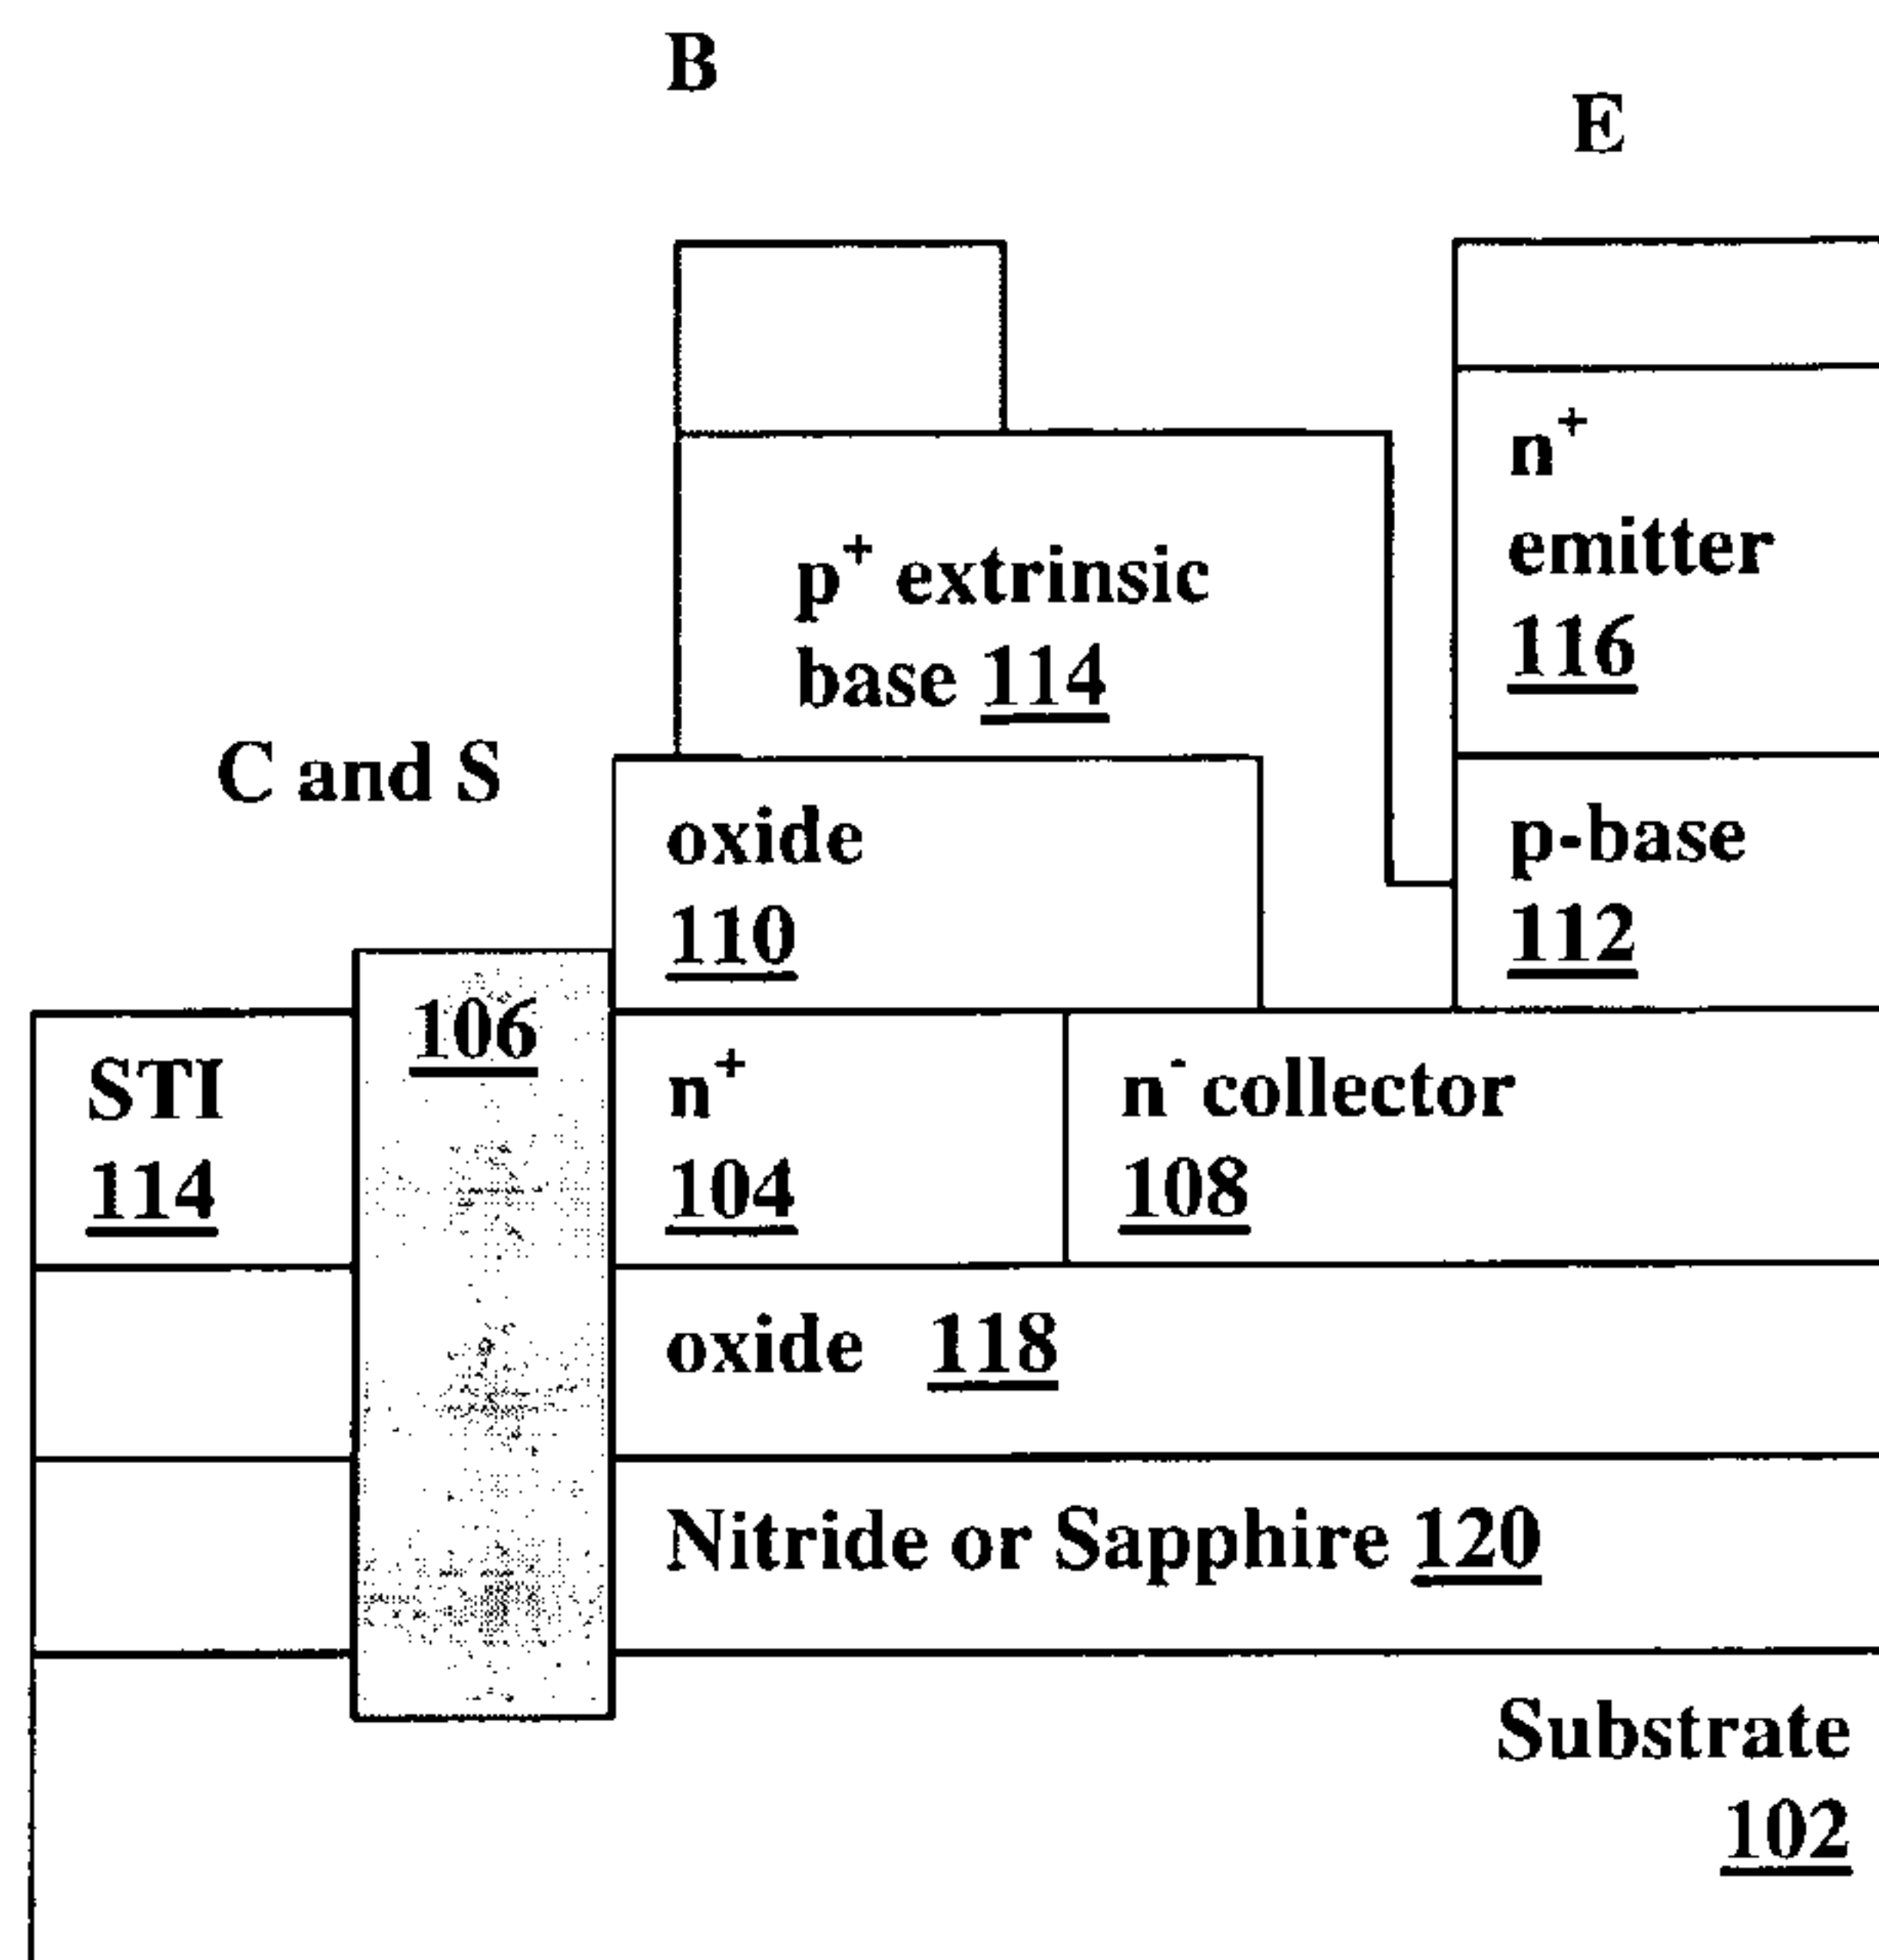 B
E
n⁺
emitter
116
p⁺ extrinsic
base 114
C and S
oxide
110
p-base
112
106
STI
114
n⁺
104
n⁻ collector
108
oxide 118
Nitride or Sapphire 120
Substrate
102